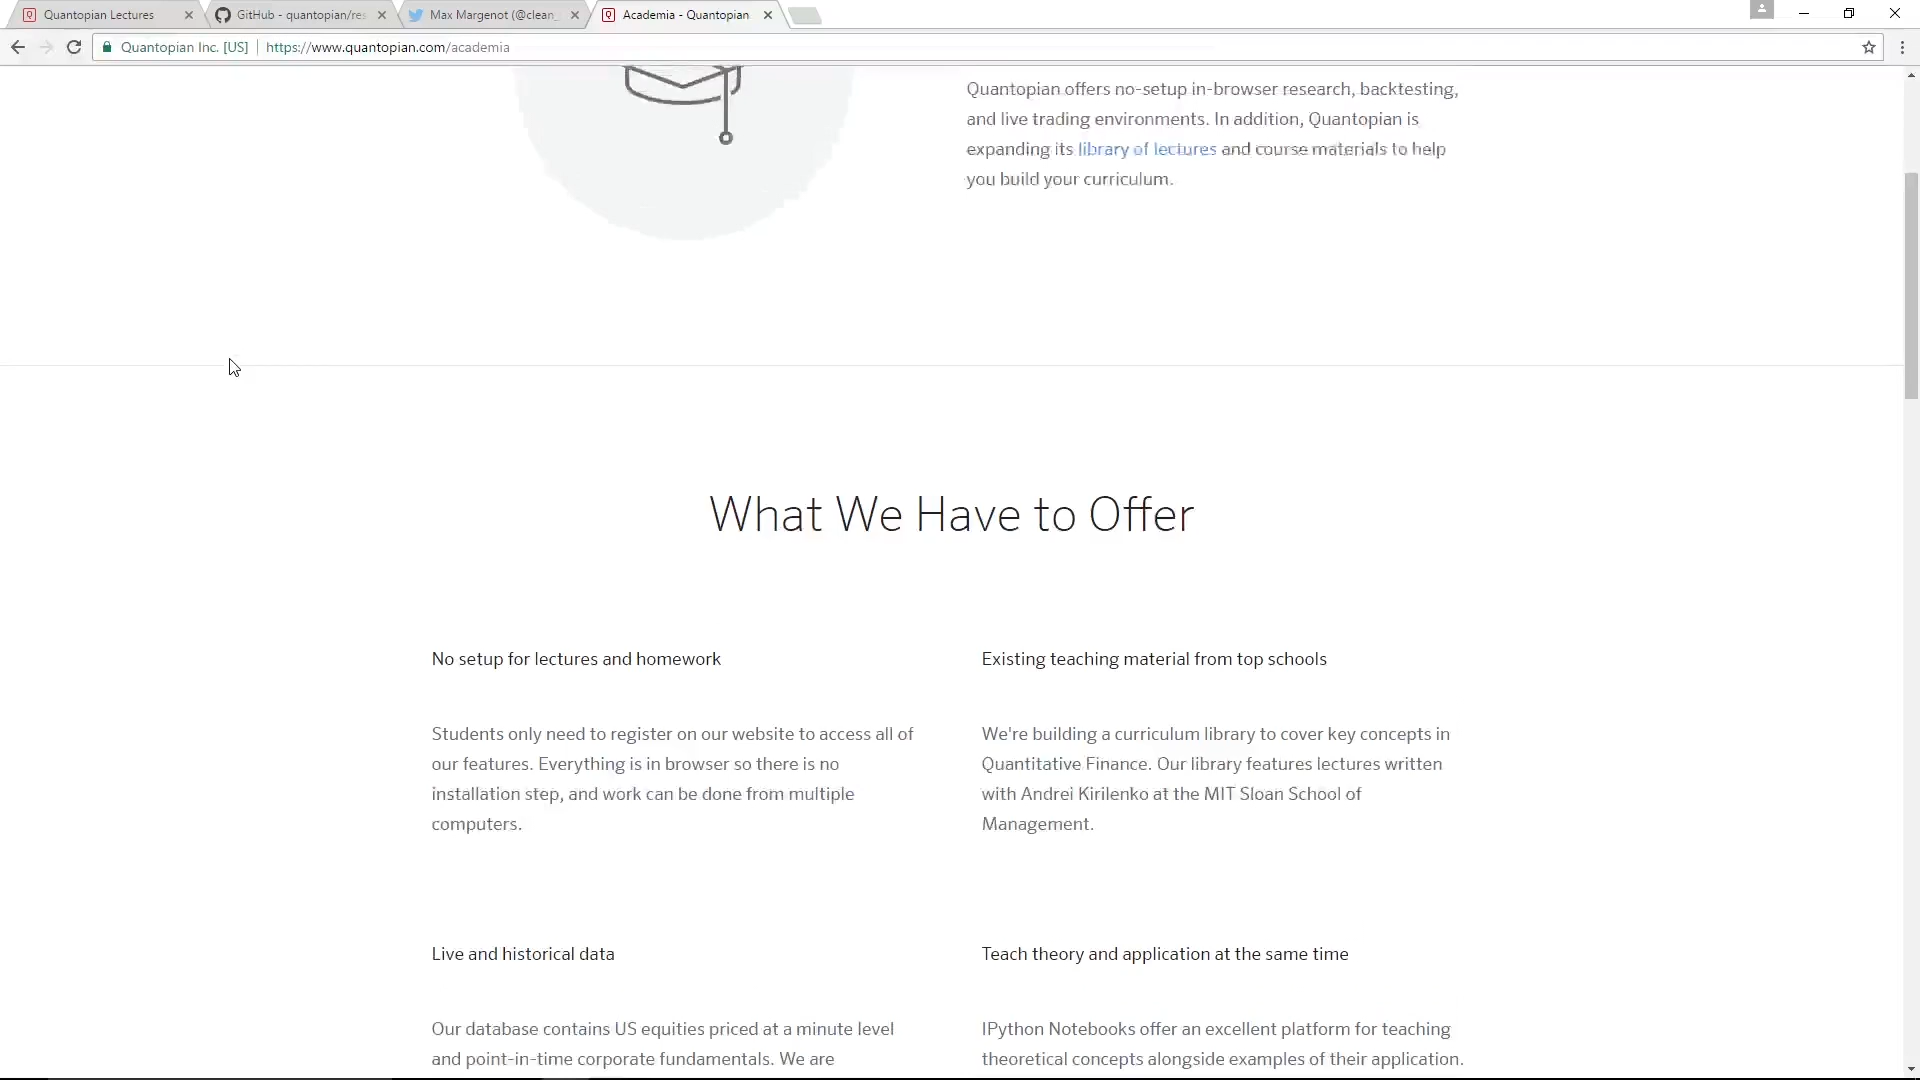 Quantopian Lectures
GitHub - quantopian/res
Max Margenot (@clean_
Academia - Quantopian
Quantopian Inc. [US]
https://www.quantopian.com/academia
Quantopian offers no-setup in-browser research, backtesting,
and live trading environments. In addition, Quantopian is
expanding its library of lectures and course materials to help
you build your curriculum.
What We Have to Offer
No setup for lectures and homework
Students only need to register on our website to access all of
our features. Everything is in browser so there is no
installation step, and work can be done from multiple
computers.
Existing teaching material from top schools
We're building a curriculum library to cover key concepts in
Quantitative Finance. Our library features lectures written
with Andrei Kirilenko at the MIT Sloan School of
Management.
Live and historical data
Our database contains US equities priced at a minute level
and point-in-time corporate fundamentals. We are
Teach theory and application at the same time
IPython Notebooks offer an excellent platform for teaching
theoretical concepts alongside examples of their application.